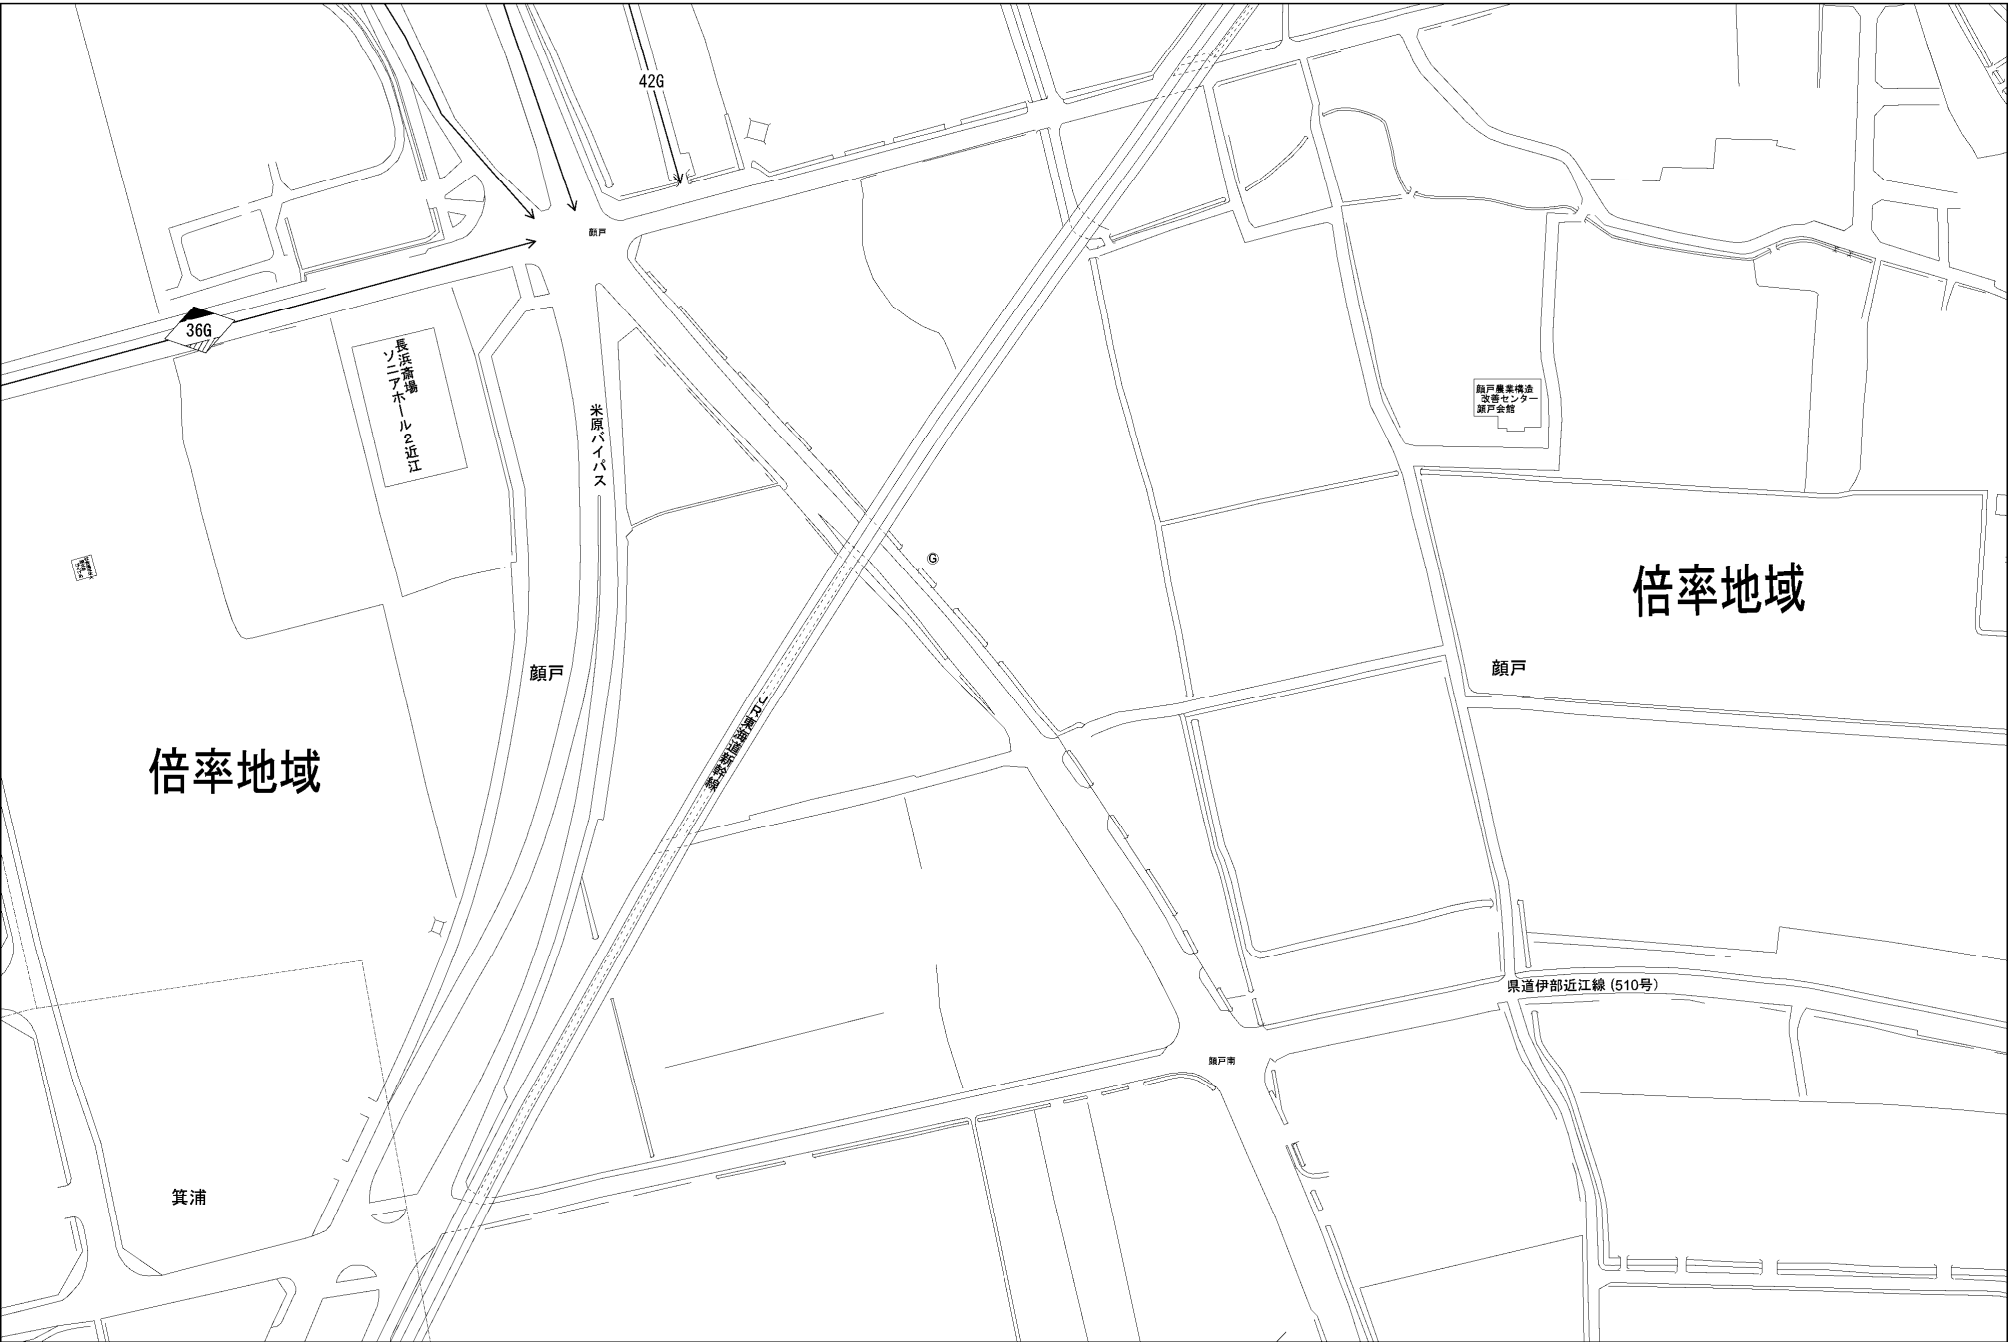 42G
顔戸
36G
長浜斎場
ソニアホール2近江
米原バイパス
顔戸農業構造
改善センター
顔戸会館
G
倍率地域
顔戸
顔戸
JR東海道新幹線
倍率地域
県道伊部近江線(510号)
顔戸南
箕浦